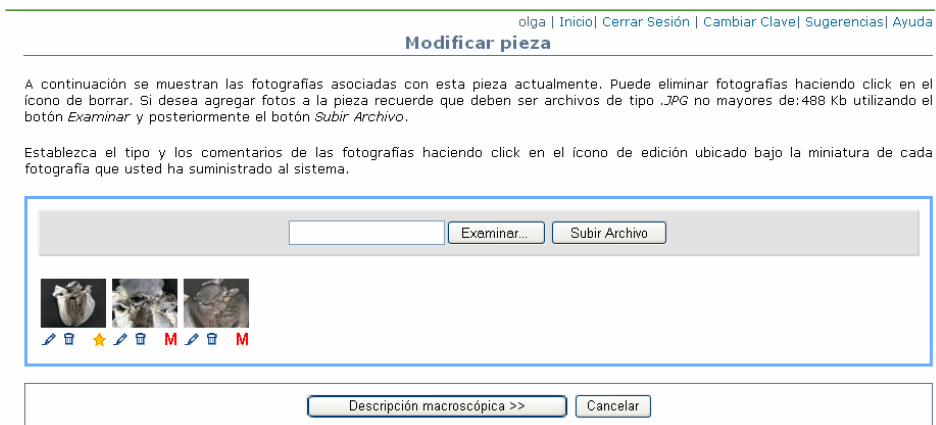 olga | Inicio| Cerrar Sesión | Cambiar Clave| Sugerencias| Ayuda
Modificar pieza
A continuación se muestran las fotografías asociadas con esta pieza actualmente. Puede eliminar fotografías haciendo click en el
ícono de borrar. Si desea agregar fotos a la pieza recuerde que deben ser archivos de tipo .JPG no mayores de:488 Kb utilizando el
botón Examinar y posteriormente el botón Subir Archivo.
Establezca el tipo y los comentarios de las fotografías haciendo click en el ícono de edición ubicado bajo la miniatura de cada
fotografía que usted ha suministrado al sistema.
Examinar... Subir Archivo
M M
Descripción macroscópica >> Cancelar